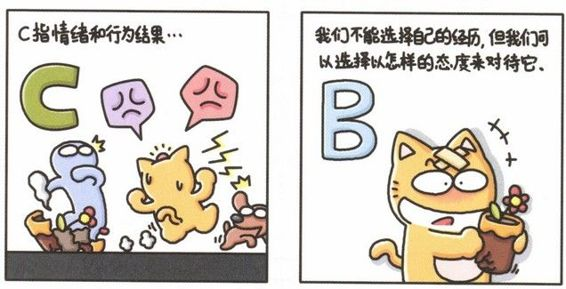 C指情绪和行为结果…
C
我们不能选择自己的经历,但我们可
以选择以怎样的态度来对待它.
B